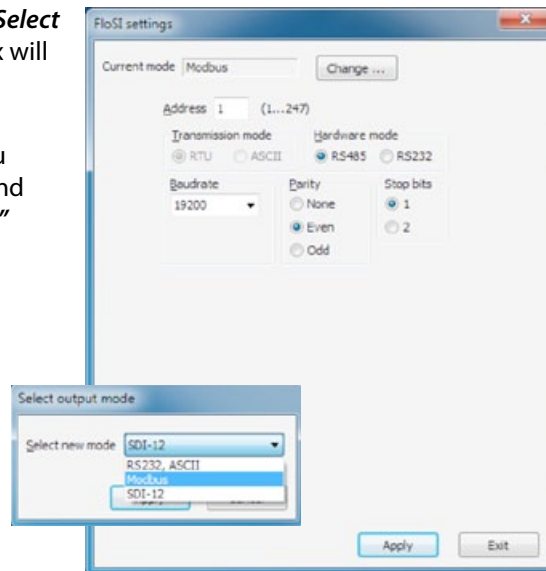 Select
will
nd
"
FloSI settings
Current mode Modbus Change ...
Address 1 (1...247)
Transmission mode Hardware mode
RTU ASCII RS485 RS232
Baudrate Parity Stop bits
19200 None 1
Even 2
Odd
Select output mode
Select new mode SDI-12
RS232, ASCII
Modbus
SDI-12
Apply Exit